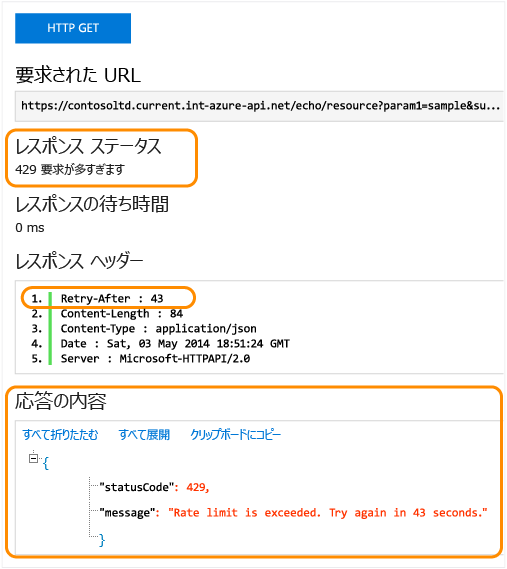 HTTP GET
要求された URL
https://contosoltd.current.int-azure-api.net/echo/resource?param1=sample&su...
レスポンス ステータス
429 要求が多すぎます
レスポンスの待ち時間
0 ms
レスポンス ヘッダー
1. Retry-After : 43
2. Content-Length : 84
3. Content-Type : application/json
4. Date : Sat, 03 May 2014 18:51:24 GMT
5. Server : Microsoft-HTTPAPI/2.0
応答の内容
すべて折りたたむ すべて展開 クリップボードにコピー
{
"statusCode": 429,
"message": "Rate limit is exceeded. Try again in 43 seconds."
}